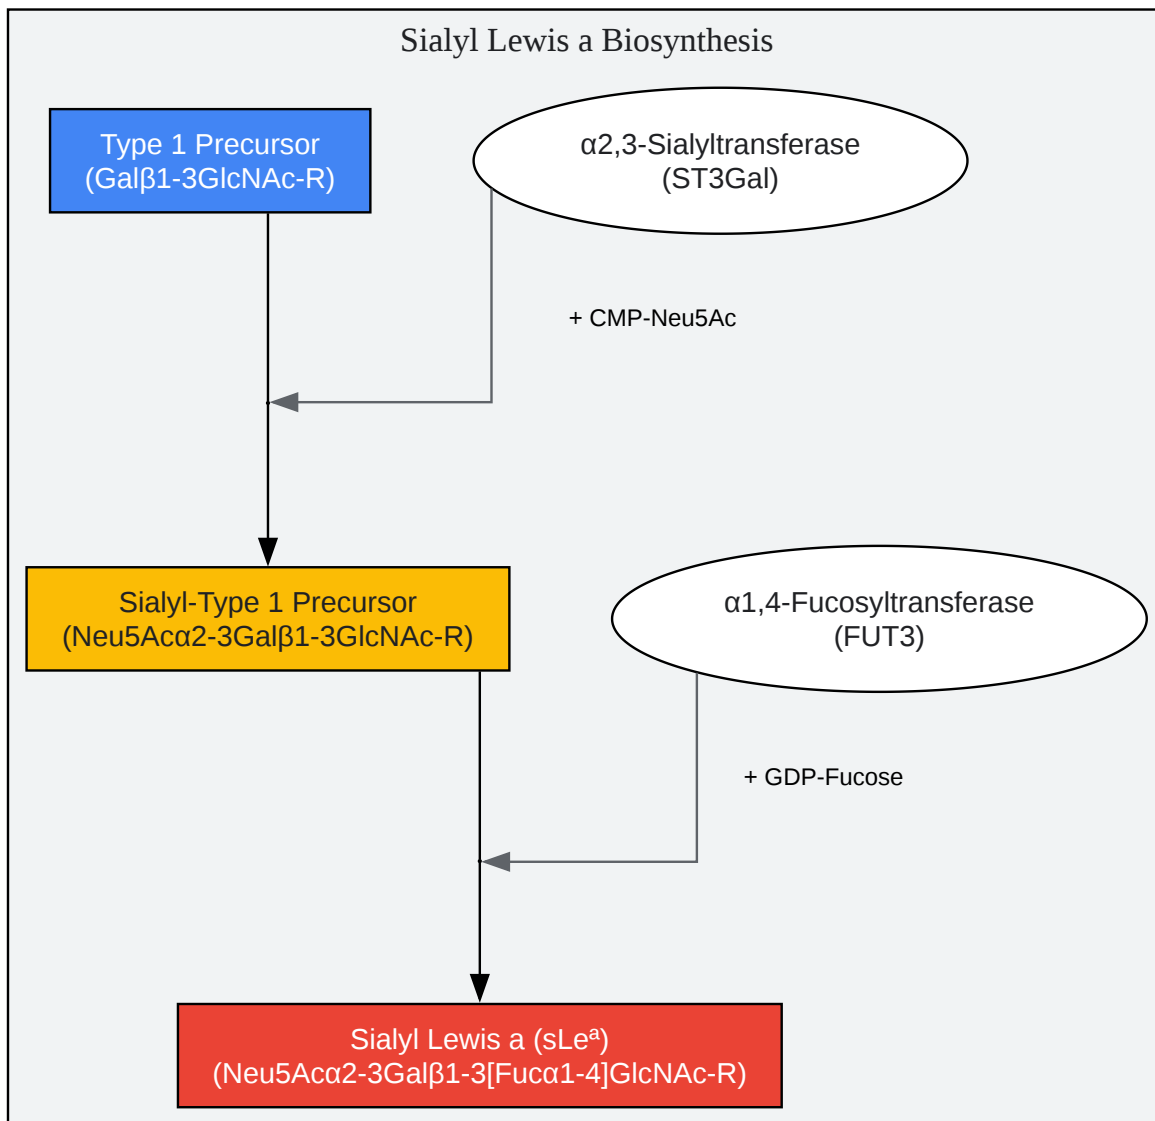 Sialyl Lewis a Biosynthesis
Type 1 Precursor
(Galβ1-3GlcNAc-R)
α2,3-Sialyltransferase
(ST3Gal)
+ CMP-Neu5Ac
Sialyl-Type 1 Precursor
(Neu5Acα2-3Galβ1-3GlcNAc-R)
α1,4-Fucosyltransferase
(FUT3)
+ GDP-Fucose
Sialyl Lewis a (sLeª)
(Neu5Acα2-3Galβ1-3[Fucα1-4]GlcNAc-R)